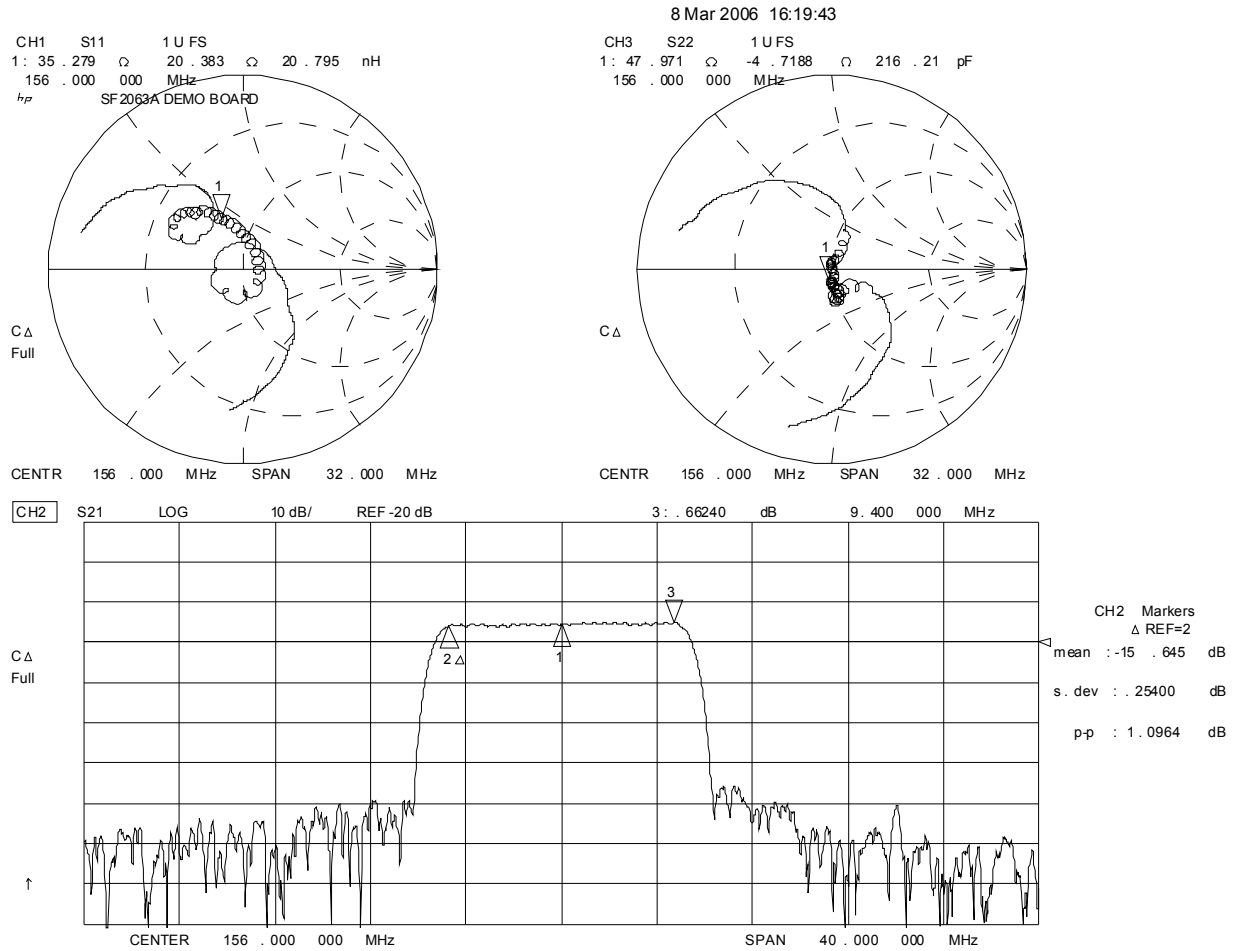 8 Mar 2006 16:19:43
CH1 S11 1 U FS
1: 35 .279 Ω 20 .383 Ω 20 .795 nH
156 .000 000 MHz
hp SF2063A DEMO BOARD
1
C Δ
Full
CENTR 156 .000 MHz SPAN 32.000 MHz
CH3 S22 1 U FS
1: 47 .971 Ω -4 .7188 Ω 216 .21 pF
156 .000 000 MHz
1
C Δ
CENTR 156 .000 MHz SPAN 32 .000 MHz
CH2 S21 LOG 10 dB/ REF -20 dB 3: .66240 dB 9.400 000 MHz
3
2 Δ
1
C Δ
Full
↑
CH2 Markers
Δ REF=2
mean :-15 .645 dB
s. dev : .25400 dB
p-p : 1.0964 dB
CENTER 156 .000 000 MHz SPAN 40 .000 000 MHz